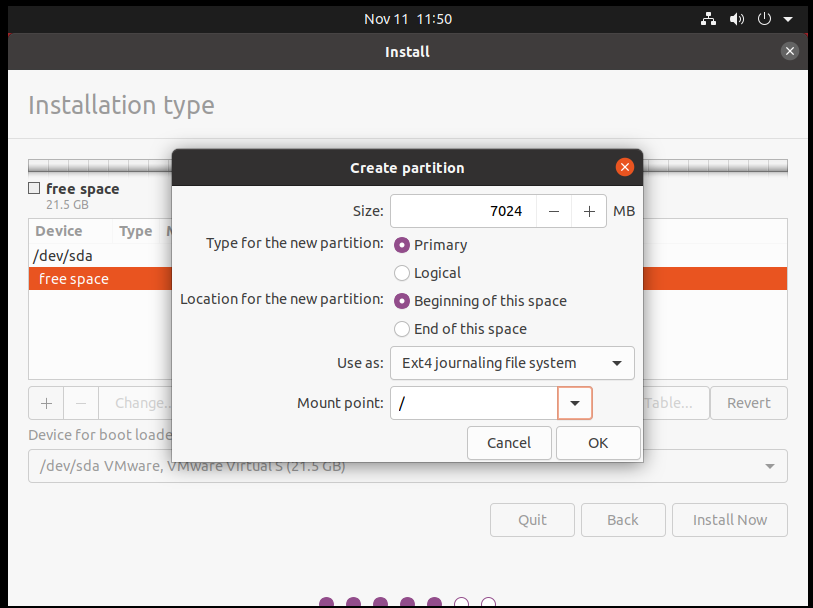 Nov 11 11:50
Install
Installation type
free space
21.5 GB
Device Type M
/dev/sda
free space
Create partition
Size: 7024 − + MB
Type for the new partition: Primary
Logical
Location for the new partition: Beginning of this space
End of this space
Use as: Ext4 journaling file system
Mount point: /
Cancel OK
+ − Change... Table... Revert
Device for boot loade
/dev/sda VMware, VMware Virtual S (21.5 GB)
Quit Back Install Now